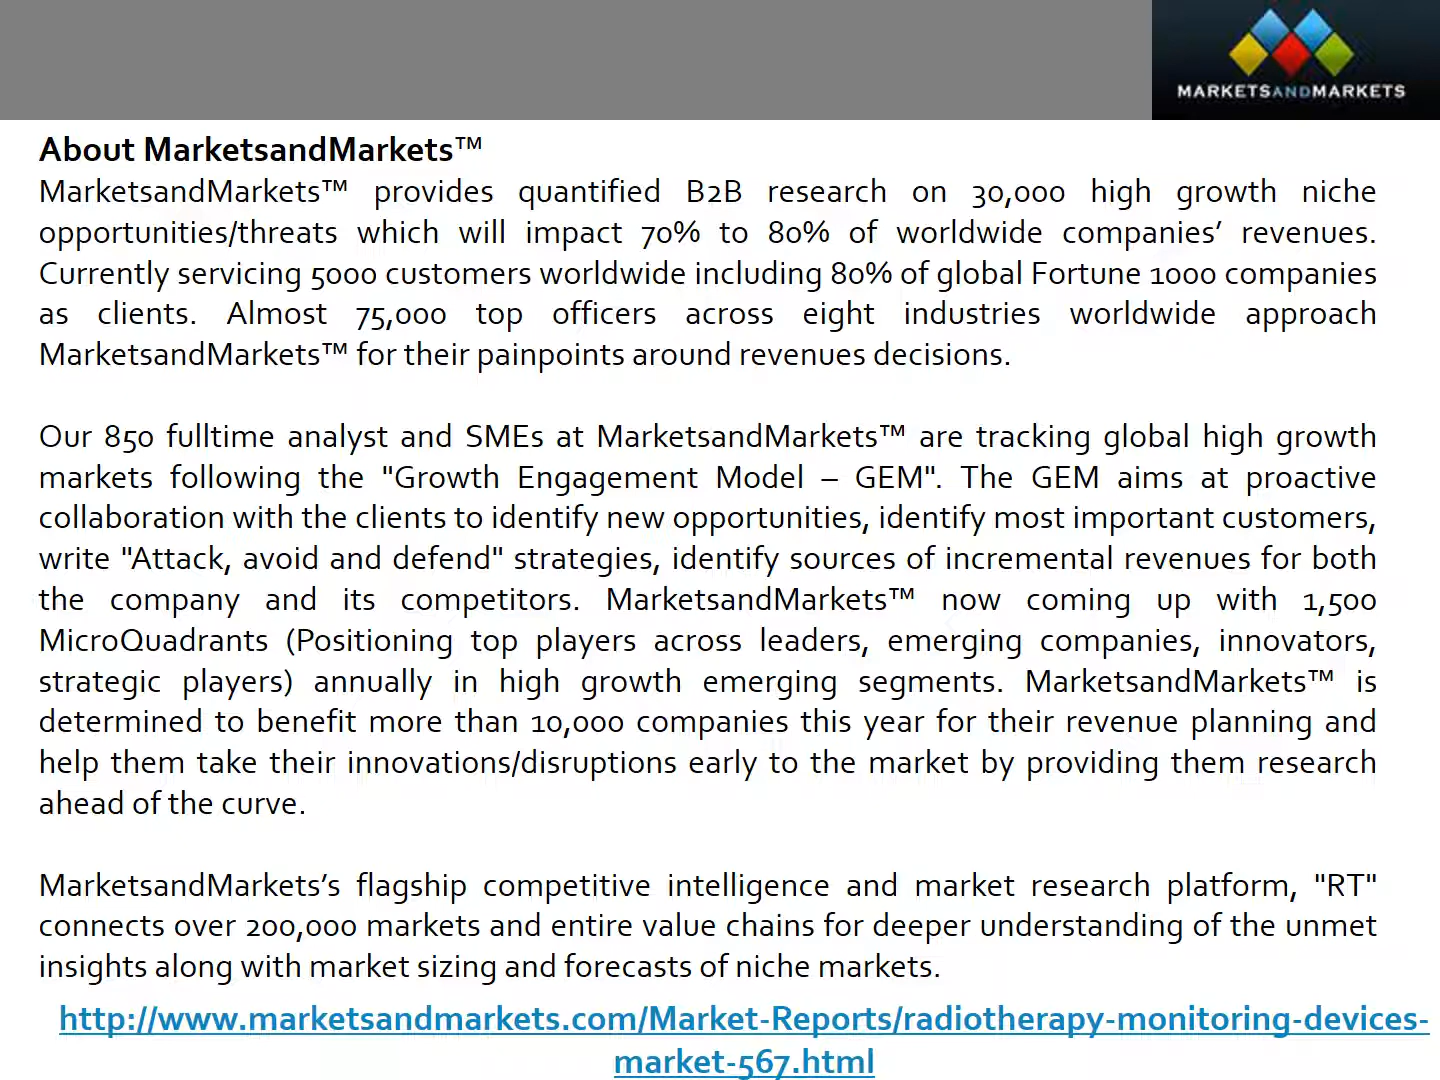 MARKETSANDMARKETS
About MarketsandMarkets™
MarketsandMarkets™ provides quantified B2B research on 30,000 high growth niche
opportunities/threats which will impact 70% to 80% of worldwide companies’ revenues.
Currently servicing 5000 customers worldwide including 80% of global Fortune 1000 companies
as clients. Almost 75,000 top officers across eight industries worldwide approach
MarketsandMarkets™ for their painpoints around revenues decisions.
Our 850 fulltime analyst and SMEs at MarketsandMarkets™ are tracking global high growth
markets following the "Growth Engagement Model – GEM". The GEM aims at proactive
collaboration with the clients to identify new opportunities, identify most important customers,
write "Attack, avoid and defend" strategies, identify sources of incremental revenues for both
the company and its competitors. MarketsandMarkets™ now coming up with 1,500
MicroQuadrants (Positioning top players across leaders, emerging companies, innovators,
strategic players) annually in high growth emerging segments. MarketsandMarkets™ is
determined to benefit more than 10,000 companies this year for their revenue planning and
help them take their innovations/disruptions early to the market by providing them research
ahead of the curve.
MarketsandMarkets’s flagship competitive intelligence and market research platform, "RT"
connects over 200,000 markets and entire value chains for deeper understanding of the unmet
insights along with market sizing and forecasts of niche markets.
http://www.marketsandmarkets.com/Market-Reports/radiotherapy-monitoring-devices-
market-567.html